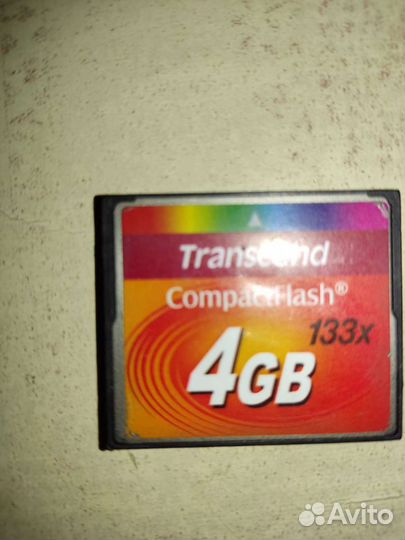 Transcend
CompactFlash®
133x
4GB
Avito